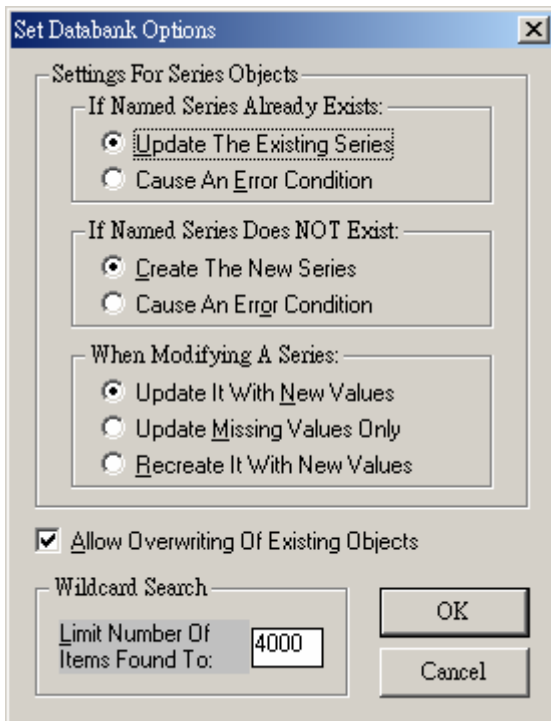 Set Databank Options
Settings For Series Objects
If Named Series Already Exists:
Update The Existing Series
Cause An Error Condition
If Named Series Does NOT Exist:
Create The New Series
Cause An Error Condition
When Modifying A Series:
Update It With New Values
Update Missing Values Only
Recreate It With New Values
Allow Overwriting Of Existing Objects
Wildcard Search
Limit Number Of
Items Found To:
4000
OK
Cancel